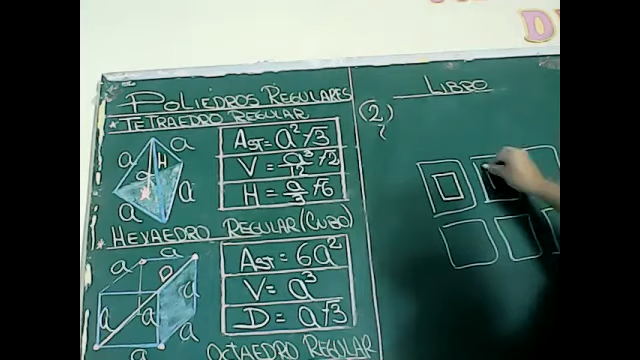 POLIEDROS REGULARES
* TETRAEDRO REGULAR
a a
H
a a
AST = a²√3
V = a³/12 √2
H = a/3 √6
* HEXAEDRO REGULAR (CUBO)
a
a
D
a a a
a
a
AST = 6a²
V = a³
D = a√3
OCTAEDRO REGULAR
LIBRO
(2)